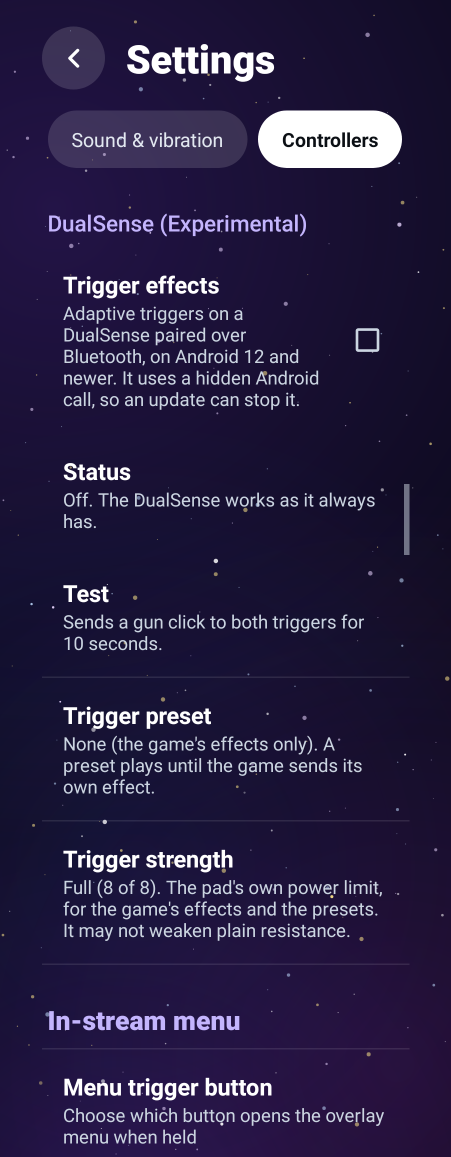 Settings
Sound & vibration
Controllers
DualSense (Experimental)
Trigger effects
Adaptive triggers on a
DualSense paired over
Bluetooth, on Android 12 and
newer. It uses a hidden Android
call, so an update can stop it.
Status
Off. The DualSense works as it always
has.
Test
Sends a gun click to both triggers for
10 seconds.
Trigger preset
None (the game's effects only). A
preset plays until the game sends its
own effect.
Trigger strength
Full (8 of 8). The pad's own power limit,
for the game's effects and the presets.
It may not weaken plain resistance.
In-stream menu
Menu trigger button
Choose which button opens the overlay
menu when held